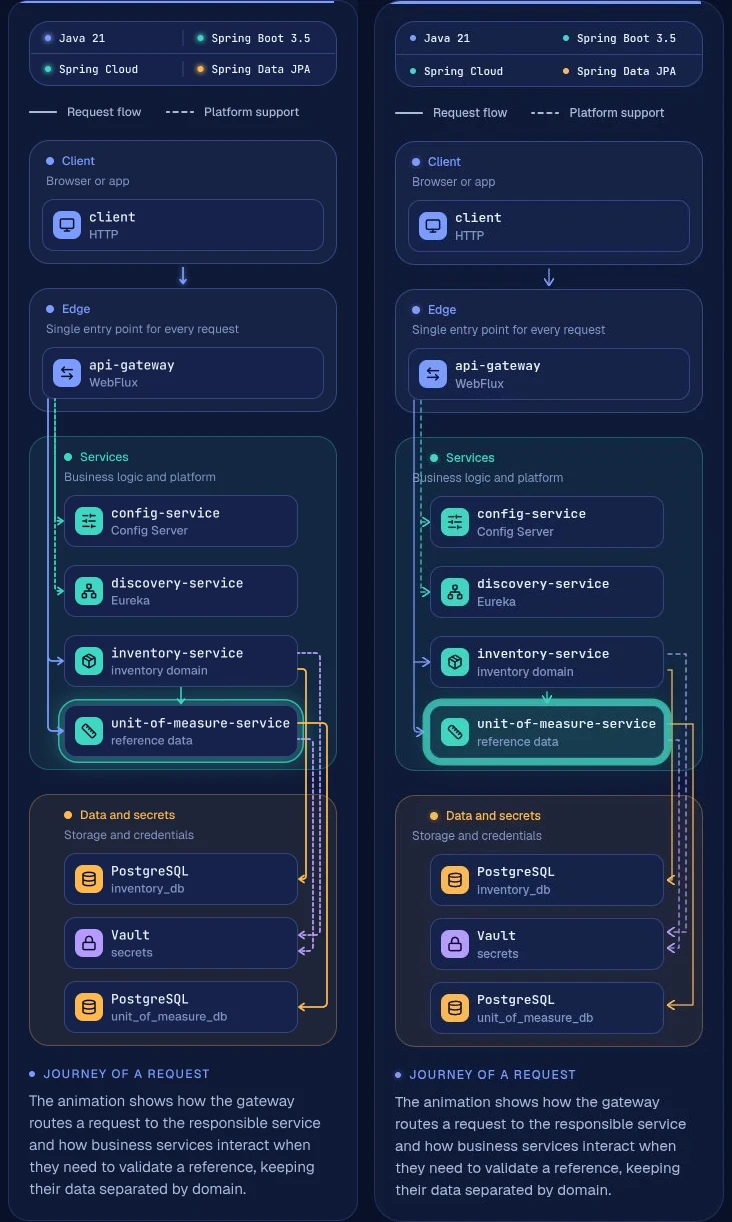 Java 21
Spring Boot 3.5
Spring Cloud
Spring Data JPA
Request flow
Platform support
Client
Browser or app
client
HTTP
Edge
Single entry point for every request
api-gateway
WebFlux
Services
Business logic and platform
config-service
Config Server
discovery-service
Eureka
inventory-service
inventory domain
unit-of-measure-service
reference data
Data and secrets
Storage and credentials
PostgreSQL
inventory_db
Vault
secrets
PostgreSQL
unit_of_measure_db
JOURNEY OF A REQUEST
The animation shows how the gateway
routes a request to the responsible service
and how business services interact when
they need to validate a reference, keeping
their data separated by domain.
Java 21
Spring Boot 3.5
Spring Cloud
Spring Data JPA
Request flow
Platform support
Client
Browser or app
client
HTTP
Edge
Single entry point for every request
api-gateway
WebFlux
Services
Business logic and platform
config-service
Config Server
discovery-service
Eureka
inventory-service
inventory domain
unit-of-measure-service
reference data
Data and secrets
Storage and credentials
PostgreSQL
inventory_db
Vault
secrets
PostgreSQL
unit_of_measure_db
JOURNEY OF A REQUEST
The animation shows how the gateway
routes a request to the responsible service
and how business services interact when
they need to validate a reference, keeping
their data separated by domain.